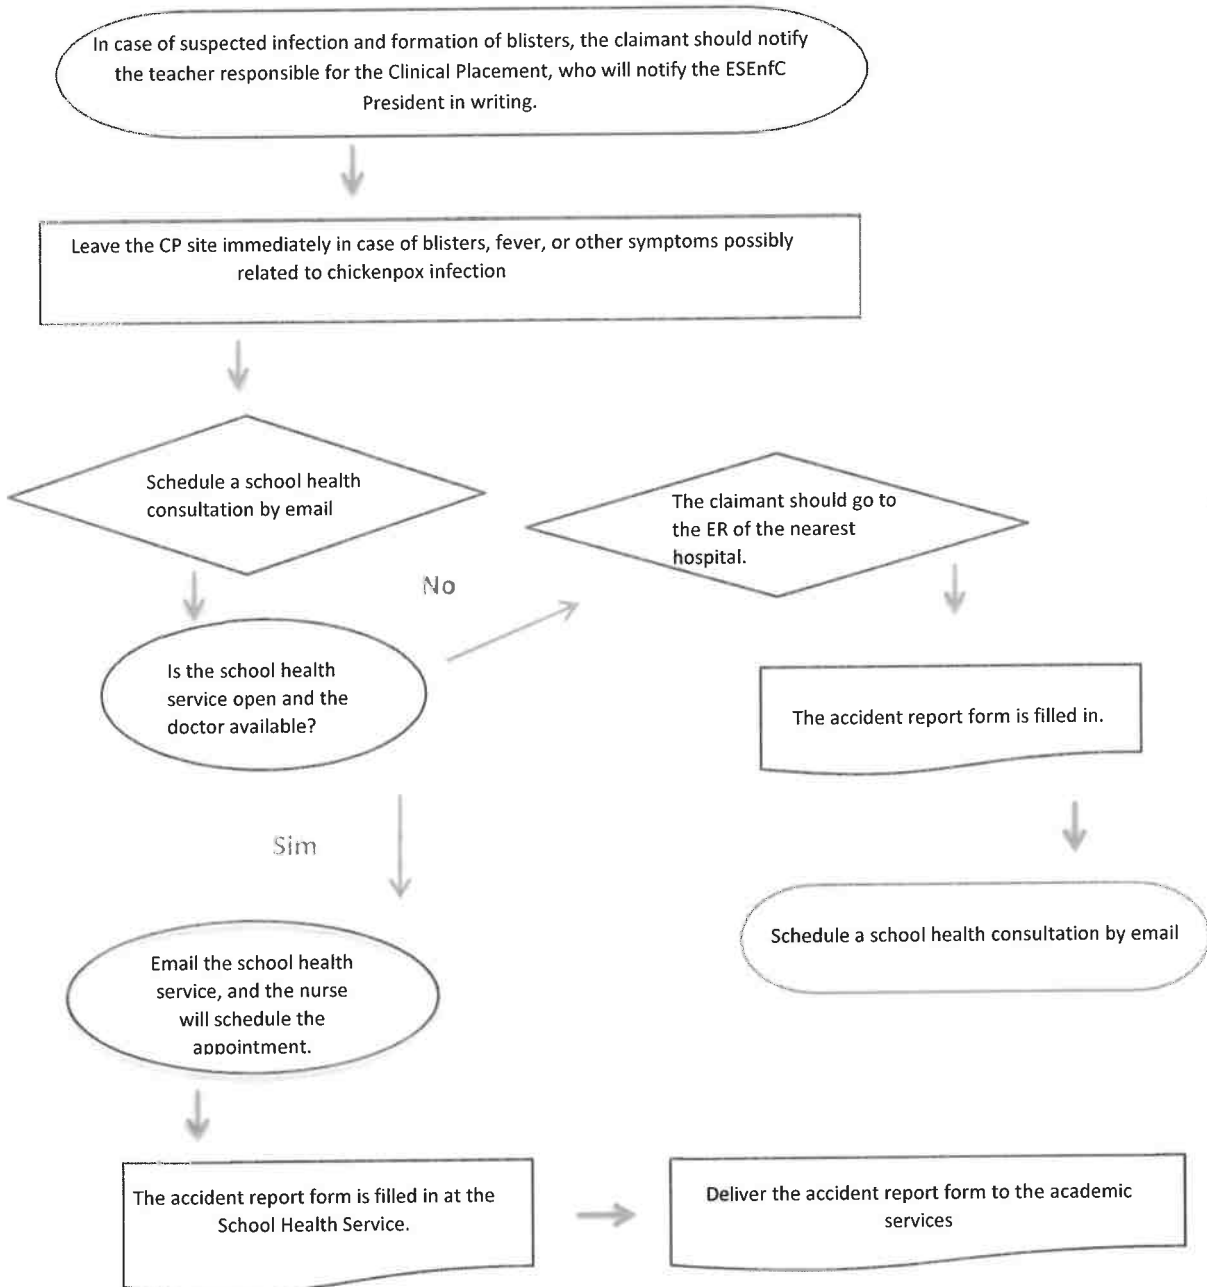 In case of suspected infection and formation of blisters, the claimant should notify
the teacher responsible for the Clinical Placement, who will notify the ESEnfC
President in writing.
Leave the CP site immediately in case of blisters, fever, or other symptoms possibly
related to chickenpox infection
Schedule a school health
consultation by email
The claimant should go to
the ER of the nearest
hospital.
No
Is the school health
service open and the
doctor available?
The accident report form is filled in.
Sim
Schedule a school health consultation by email
Email the school health
service, and the nurse
will schedule the
appointment.
The accident report form is filled in at the
School Health Service.
Deliver the accident report form to the academic
services